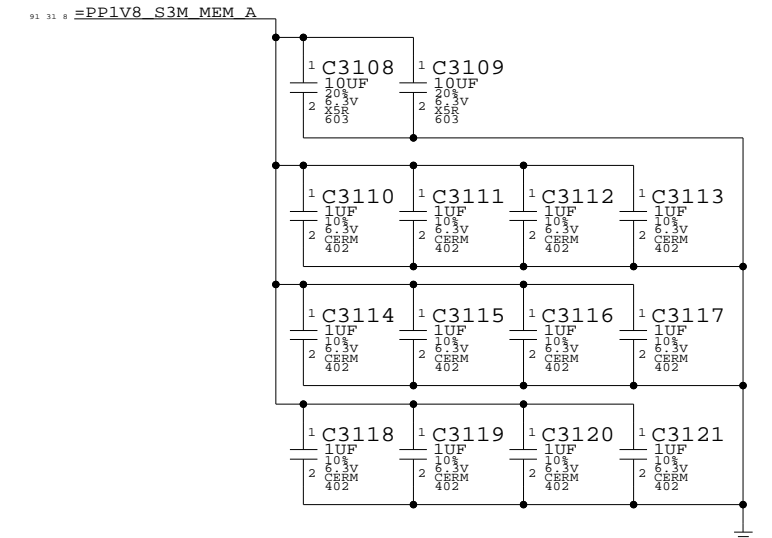 91 31 8 =PP1V8_S3M_MEM_A
1 C3108 1 C3109
10UF 10UF
20% 20%
6.3V 6.3V
2 X5R 2 X5R
603 603
1 C3110 1 C3111 1 C3112 1 C3113
1UF 1UF 1UF 1UF
10% 10% 10% 10%
6.3V 6.3V 6.3V 6.3V
2 CERM 2 CERM 2 CERM 2 CERM
402 402 402 402
1 C3114 1 C3115 1 C3116 1 C3117
1UF 1UF 1UF 1UF
10% 10% 10% 10%
6.3V 6.3V 6.3V 6.3V
2 CERM 2 CERM 2 CERM 2 CERM
402 402 402 402
1 C3118 1 C3119 1 C3120 1 C3121
1UF 1UF 1UF 1UF
10% 10% 10% 10%
6.3V 6.3V 6.3V 6.3V
2 CERM 2 CERM 2 CERM 2 CERM
402 402 402 402